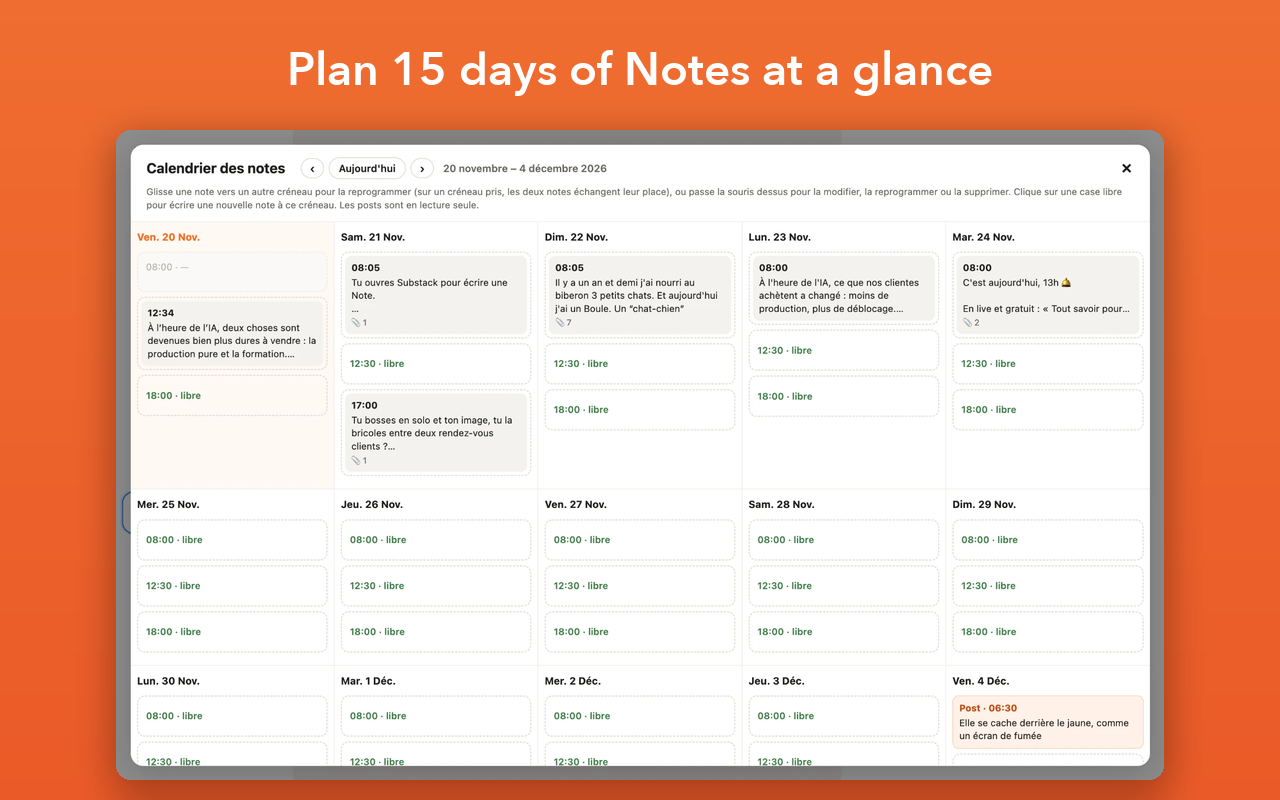 Plan 15 days of Notes at a glance
Calendrier des notes
‹
Aujourd'hui
›
20 novembre – 4 décembre 2026
✕
Glisse une note vers un autre créneau pour la reprogrammer (sur un créneau pris, les deux notes échangent leur place), ou passe la souris dessus pour la modifier, la reprogrammer ou la supprimer. Clique sur une case libre
pour écrire une nouvelle note à ce créneau. Les posts sont en lecture seule.
Ven. 20 Nov.
08:00 · —
12:34
À l'heure de l'IA, deux choses sont
devenues bien plus dures à vendre : la
production pure et la formation....
18:00 · libre
Sam. 21 Nov.
08:05
Tu ouvres Substack pour écrire une
Note.
...
📎 1
12:30 · libre
17:00
Tu bosses en solo et ton image, tu la
bricoles entre deux rendez-vous
clients ?...
📎 1
Dim. 22 Nov.
08:05
Il y a un an et demi j'ai nourri au
biberon 3 petits chats. Et aujourd'hui
j'ai un Boule. Un “chat-chien”
📎 7
12:30 · libre
18:00 · libre
Lun. 23 Nov.
08:00
À l'heure de l'IA, ce que nos clientes
achètent a changé : moins de
production, plus de déblocage....
12:30 · libre
18:00 · libre
Mar. 24 Nov.
08:00
C'est aujourd'hui, 13h 🛎️
En live et gratuit : « Tout savoir pour...
📎 2
12:30 · libre
18:00 · libre
Mer. 25 Nov.
08:00 · libre
12:30 · libre
18:00 · libre
Jeu. 26 Nov.
08:00 · libre
12:30 · libre
18:00 · libre
Ven. 27 Nov.
08:00 · libre
12:30 · libre
18:00 · libre
Sam. 28 Nov.
08:00 · libre
12:30 · libre
18:00 · libre
Dim. 29 Nov.
08:00 · libre
12:30 · libre
18:00 · libre
Lun. 30 Nov.
08:00 · libre
12:30 · libre
Mar. 1 Déc.
08:00 · libre
12:30 · libre
Mer. 2 Déc.
08:00 · libre
12:30 · libre
Jeu. 3 Déc.
08:00 · libre
12:30 · libre
Ven. 4 Déc.
Post · 06:30
Elle se cache derrière le jaune, comme
un écran de fumée